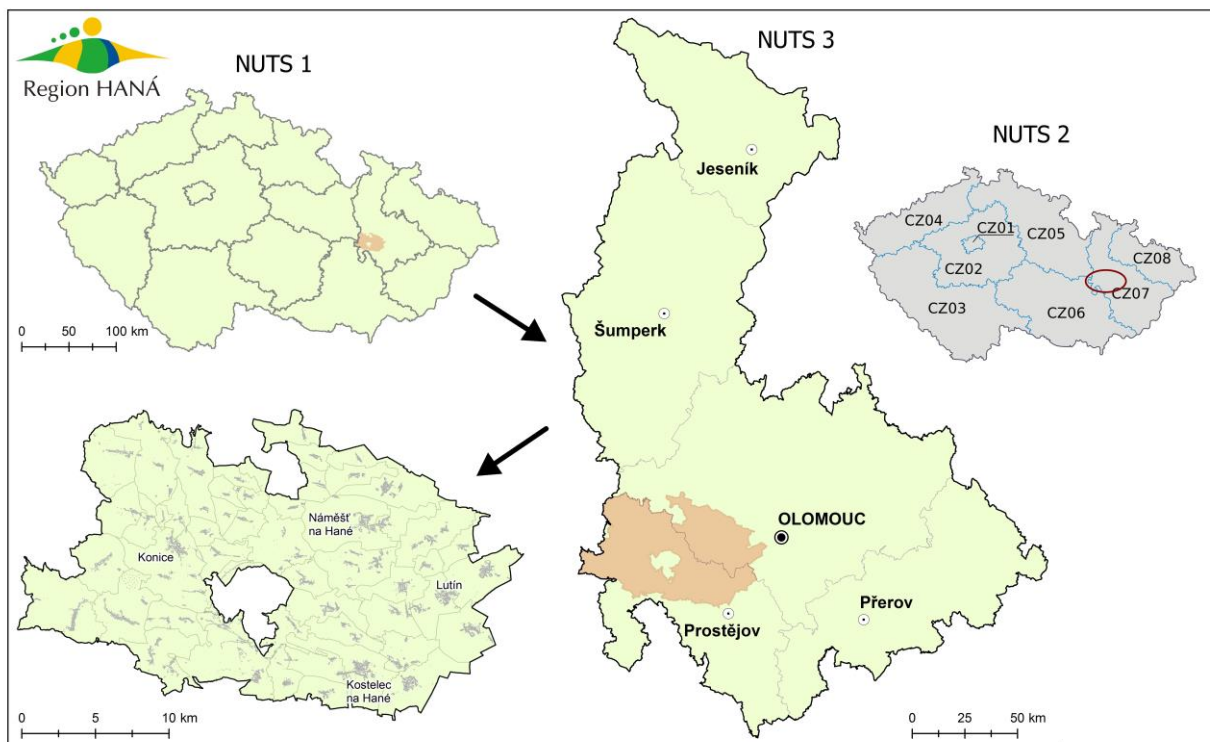 Region HANÁ
NUTS 1
0 50 100 km
NUTS 3
Jeseník
Šumperk
OLOMOUC
Přerov
Prostějov
0 25 50 km
NUTS 2
CZ04
CZ01
CZ05
CZ08
CZ02
CZ07
CZ03
CZ06
Náměšť
na Hané
Konice
Lutín
Kostelec
na Hané
0 5 10 km